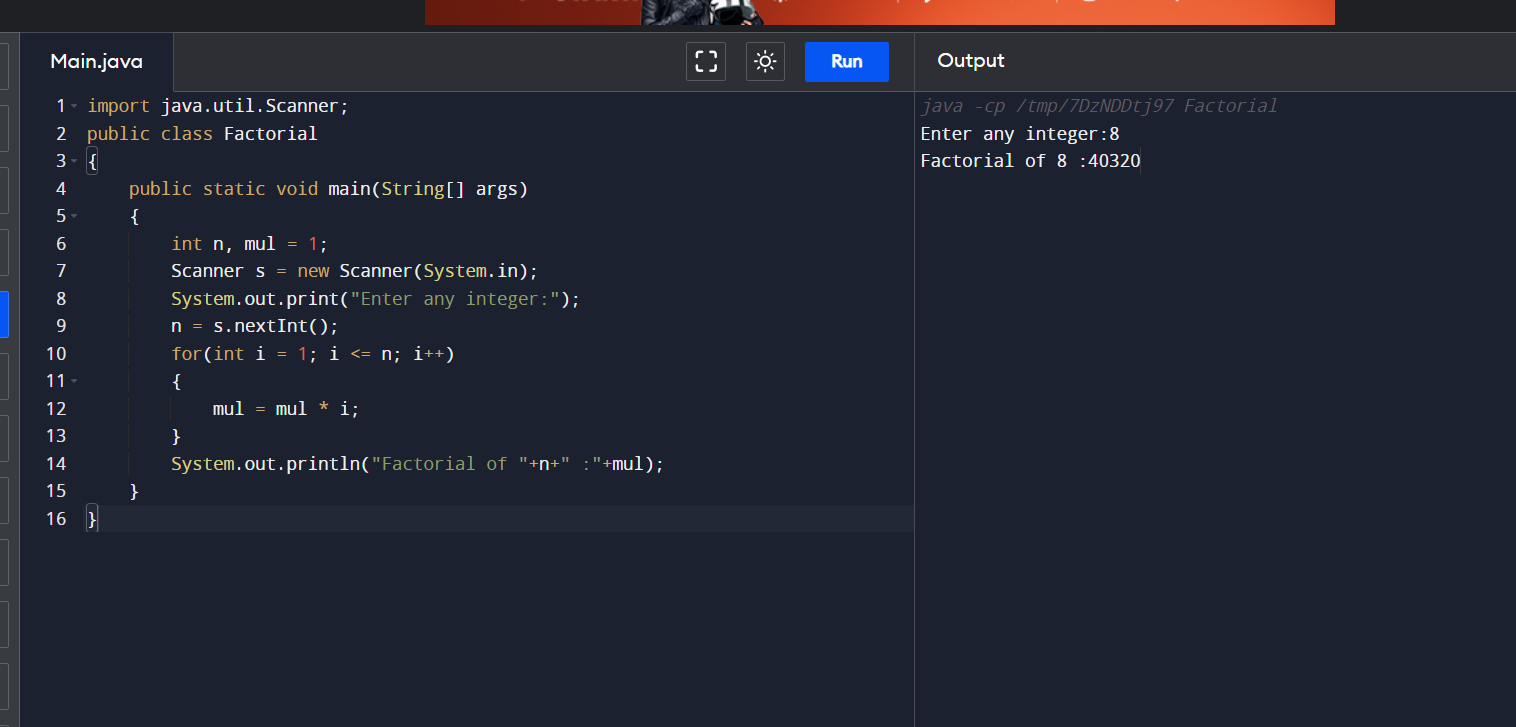 Main.java
Run
Output
1 import java.util.Scanner;
2 public class Factorial
3 {
4     public static void main(String[] args)
5     {
6         int n, mul = 1;
7         Scanner s = new Scanner(System.in);
8         System.out.print("Enter any integer:");
9         n = s.nextInt();
10         for(int i = 1; i <= n; i++)
11         {
12             mul = mul * i;
13         }
14         System.out.println("Factorial of "+n+" :"+mul);
15     }
16 }
java -cp /tmp/7DzNDDtj97 Factorial
Enter any integer:8
Factorial of 8 :40320